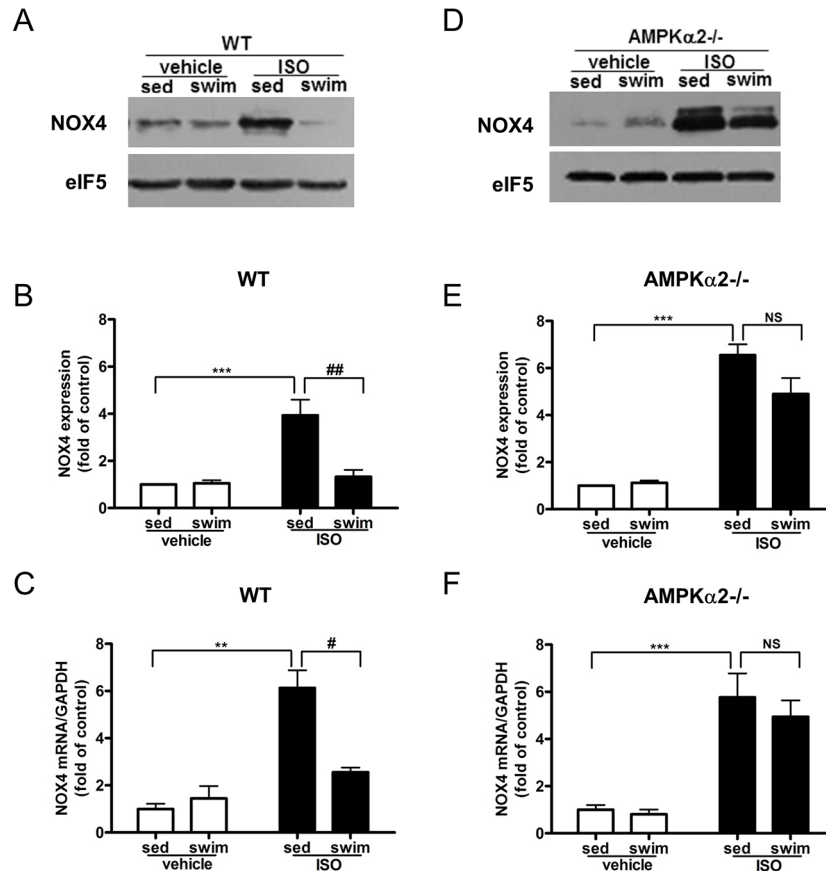 A
WT
vehicle ISO
sed swim sed swim
NOX4
eIF5
D
AMPKα2-/-
vehicle ISO
sed swim sed swim
NOX4
eIF5
B
WT
NOX4 expression
(fold of control)
8
6
4
2
0
***
##
sed swim sed swim
vehicle ISO
E
AMPKα2-/-
NOX4 expression
(fold of control)
8
6
4
2
0
***
NS
sed swim sed swim
vehicle ISO
C
WT
NOX4 mRNA/GAPDH
(fold of control)
8
6
4
2
0
**
#
sed swim sed swim
vehicle ISO
F
AMPKα2-/-
NOX4 mRNA/GAPDH
(fold of control)
8
6
4
2
0
***
NS
sed swim sed swim
vehicle ISO